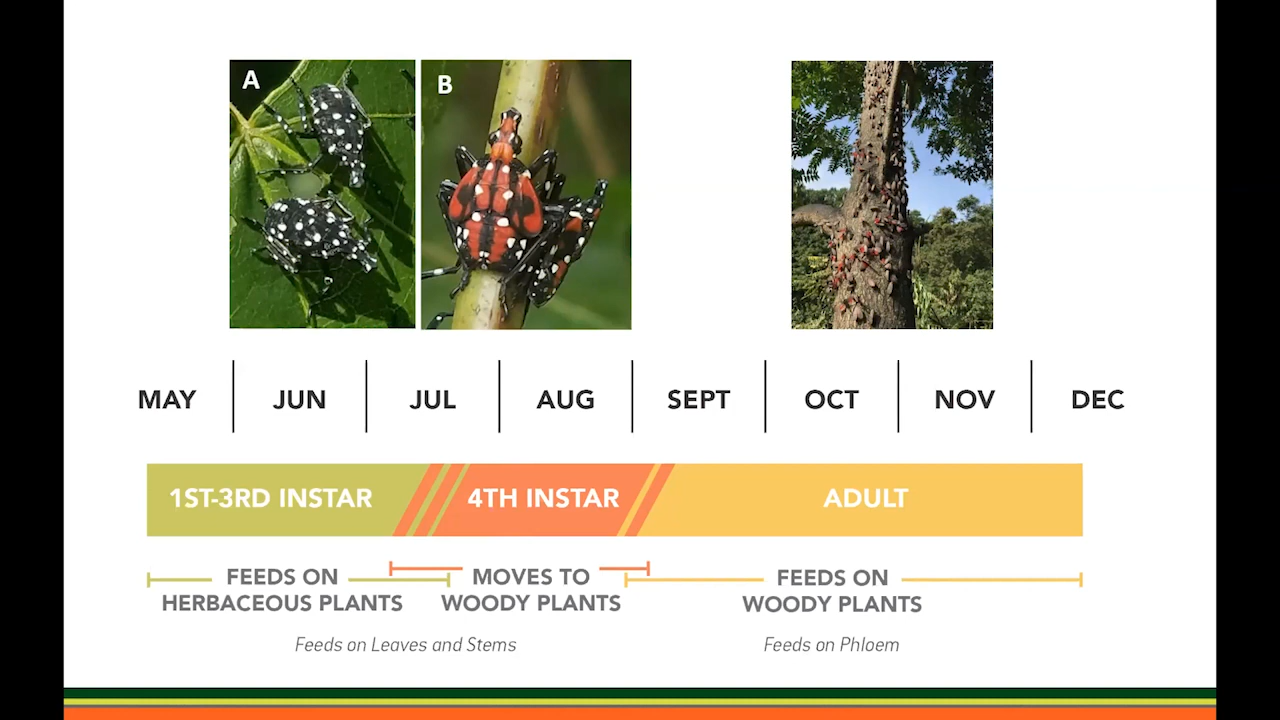 A
B
MAY
JUN
JUL
AUG
SEPT
OCT
NOV
DEC
1ST-3RD INSTAR
4TH INSTAR
ADULT
FEEDS ON
HERBACEOUS PLANTS
MOVES TO
WOODY PLANTS
FEEDS ON
WOODY PLANTS
Feeds on Leaves and Stems
Feeds on Phloem